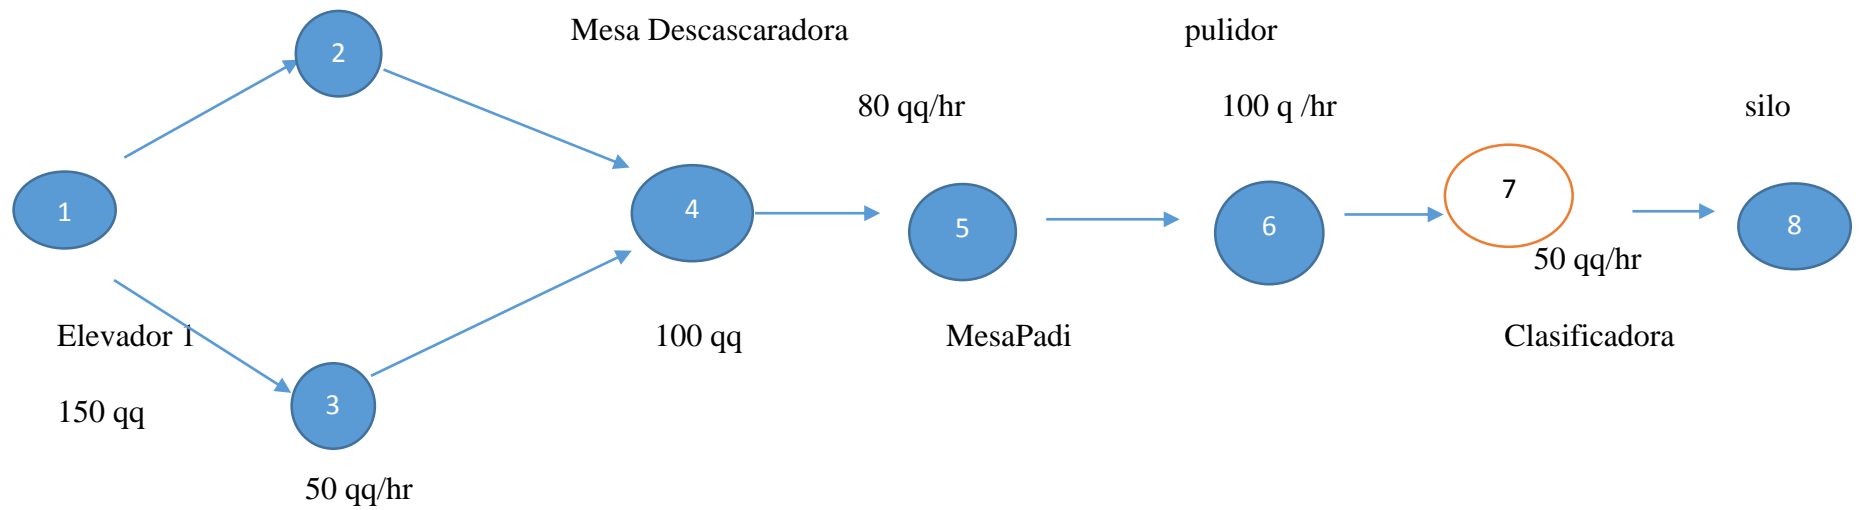 2
Mesa Descascaradora
pulidor
80 qq/hr
100 q /hr
silo
1
4
5
6
7
8
50 qq/hr
Elevador 1
100 qq
MesaPadi
Clasificadora
150 qq
3
50 qq/hr